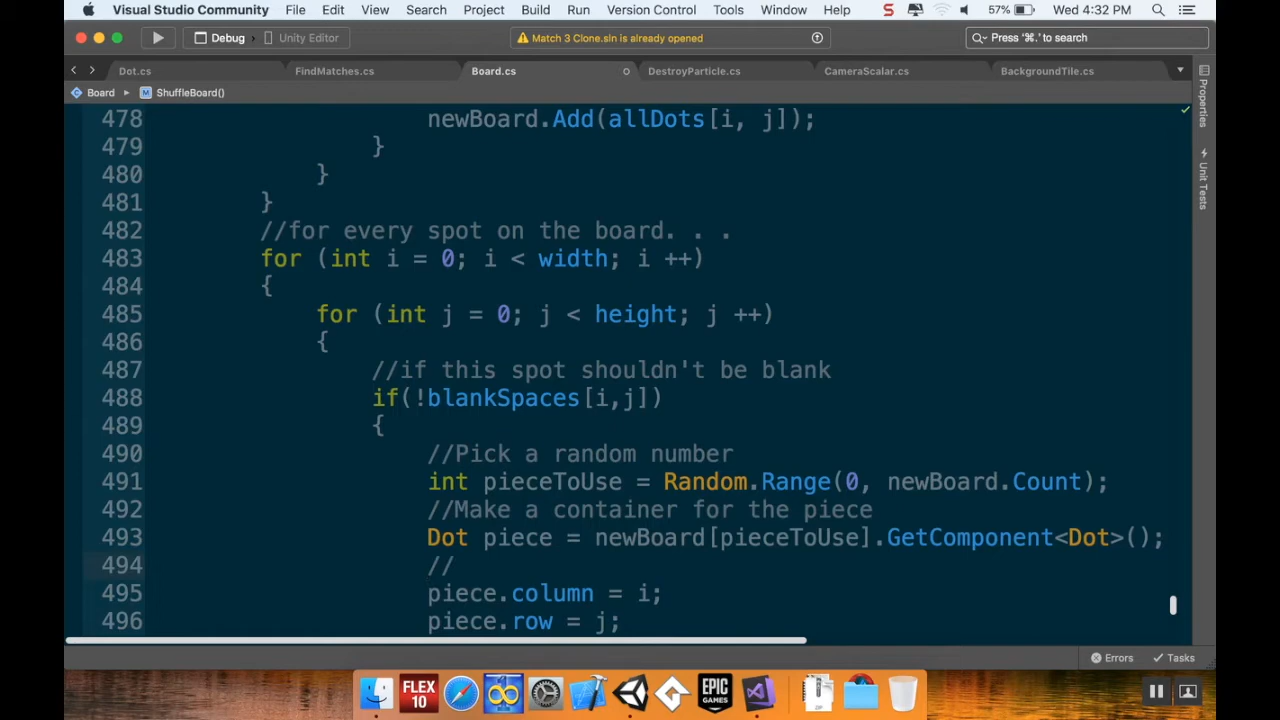 Visual Studio Community File Edit View Search Project Build Run Version Control Tools Window Help S 57% Wed 4:32 PM
Debug Unity Editor Match 3 Clone.sln is already opened Press '⌘.' to search
Dot.cs FindMatches.cs Board.cs DestroyParticle.cs CameraScalar.cs BackgroundTile.cs
Board ShuffleBoard()
Properties
Unit Tests
478 newBoard.Add(allDots[i, j]);
479 }
480 }
481 }
482 //for every spot on the board. . .
483 for (int i = 0; i < width; i ++)
484 {
485 for (int j = 0; j < height; j ++)
486 {
487 //if this spot shouldn't be blank
488 if(!blankSpaces[i,j])
489 {
490 //Pick a random number
491 int pieceToUse = Random.Range(0, newBoard.Count);
492 //Make a container for the piece
493 Dot piece = newBoard[pieceToUse].GetComponent<Dot>();
494 //
495 piece.column = i;
496 piece.row = j;
Errors Tasks
FLEX 10
EPIC GAMES
ZIP